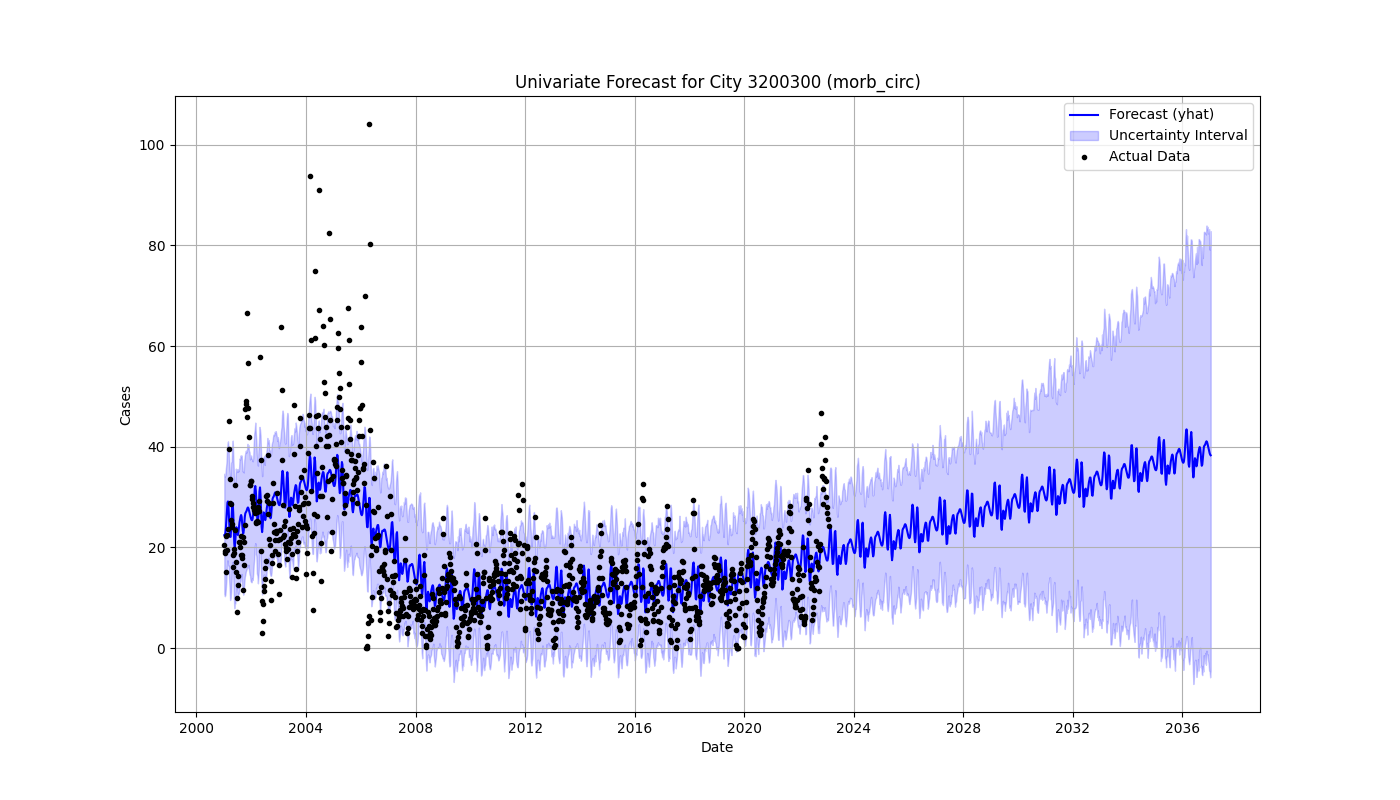 Univariate Forecast for City 3200300 (morb_circ)
Forecast (yhat)
Uncertainty Interval
Actual Data
Cases
100
80
60
40
20
0
2000 2004 2008 2012 2016 2020 2024 2028 2032 2036
Date